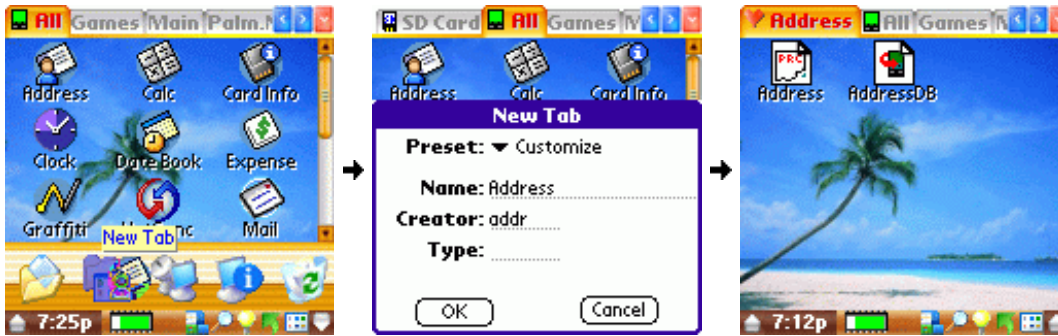 All Games Main Palm.
Address Calc Card Info
Clock Date Book Expense
Graffiti Mail
New Tab
7:25p
SD Card All Games
Address Calc Card Info
New Tab
Preset: Customize
Name: Address
Creator: addr
Type:
OK Cancel
Address All Games
PRC
Address AddressDB
7:12p